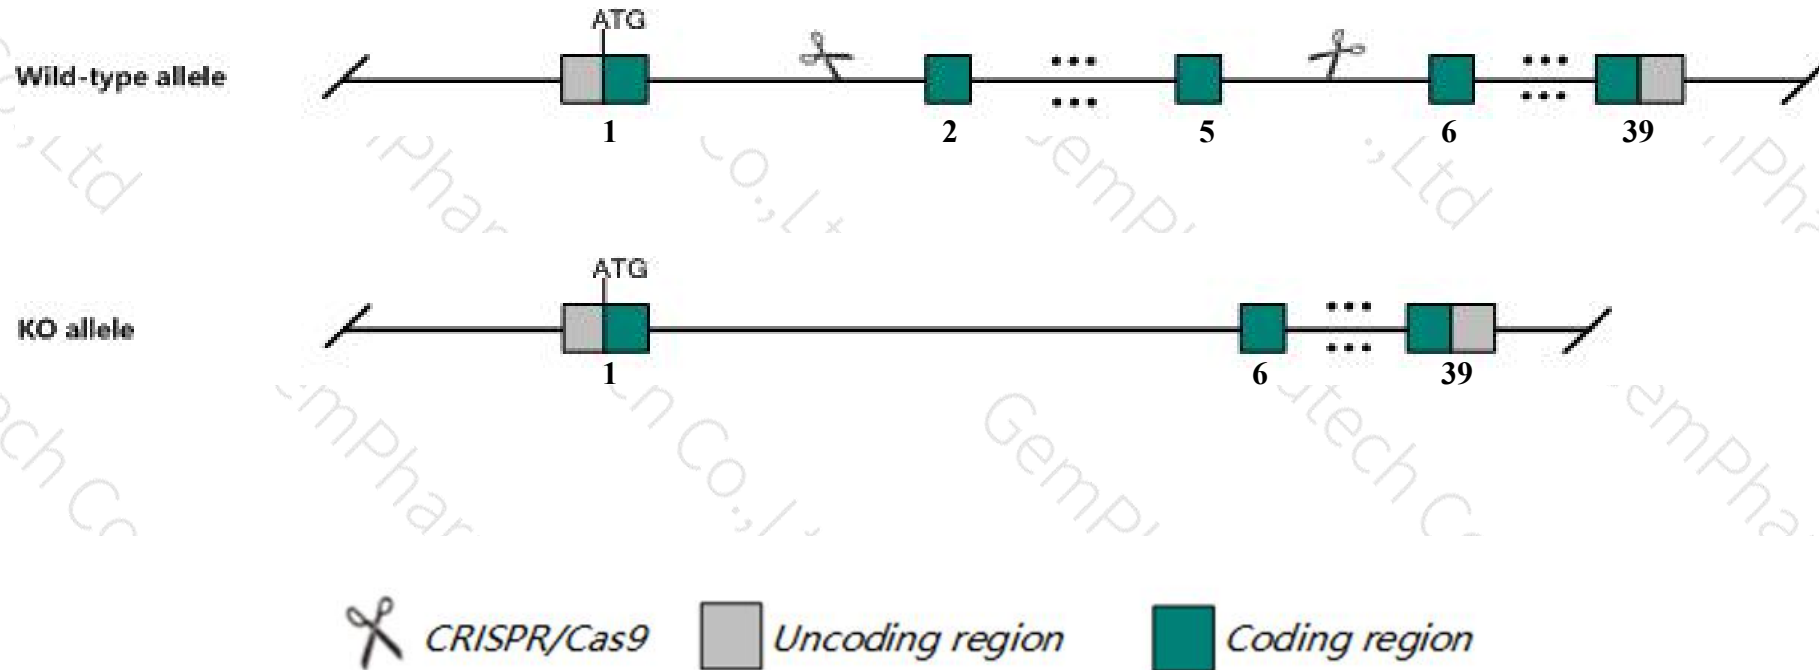 ATG
Wild-type allele
1 2 5 6 39
ATG
KO allele
1 6 39
CRISPR/Cas9 Uncoding region Coding region